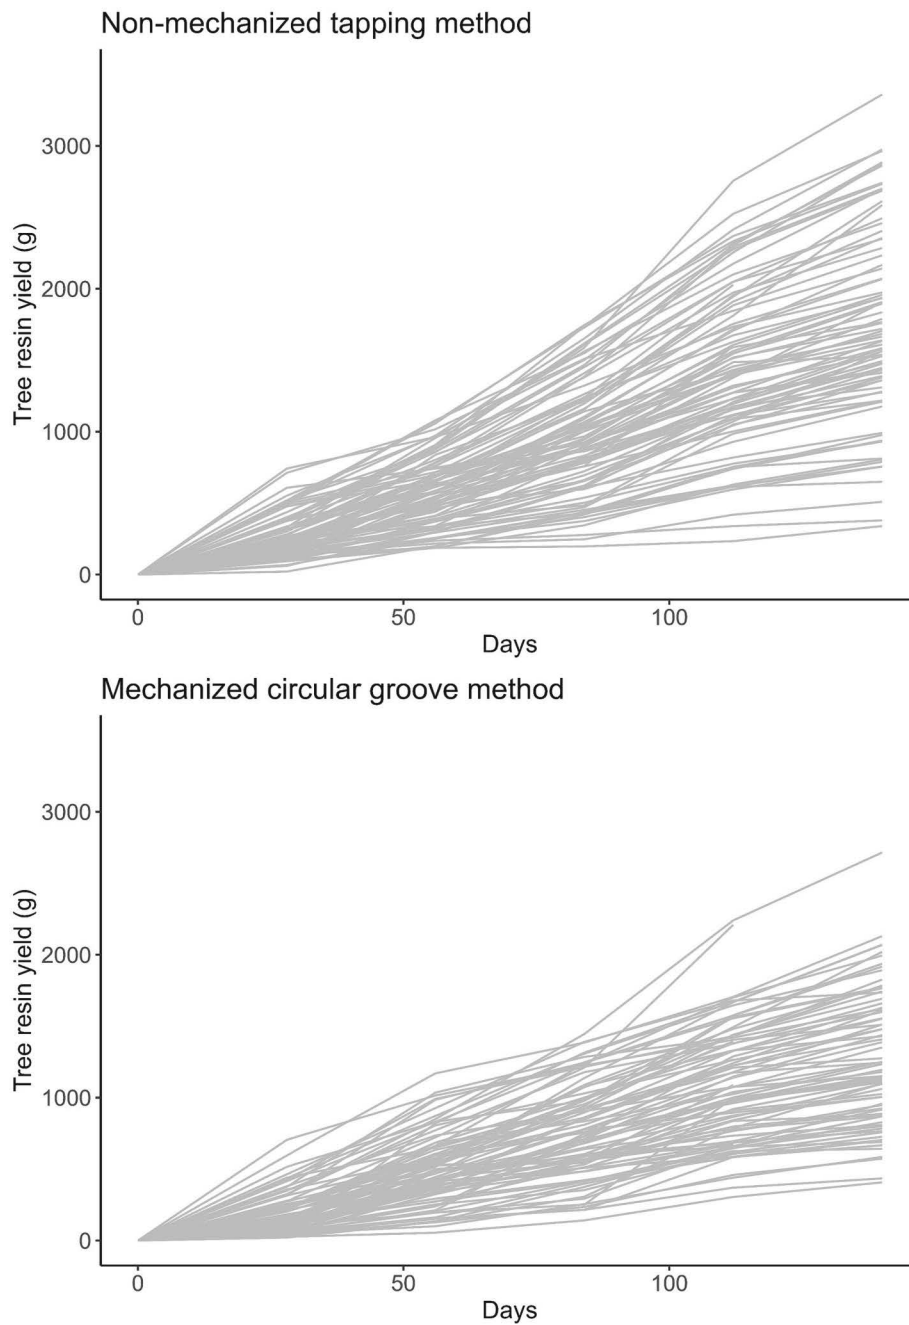 Non-mechanized tapping method
3000
2000
1000
0
Tree resin yield (g)
0 50 100
Days
Mechanized circular groove method
3000
2000
1000
0
Tree resin yield (g)
0 50 100
Days